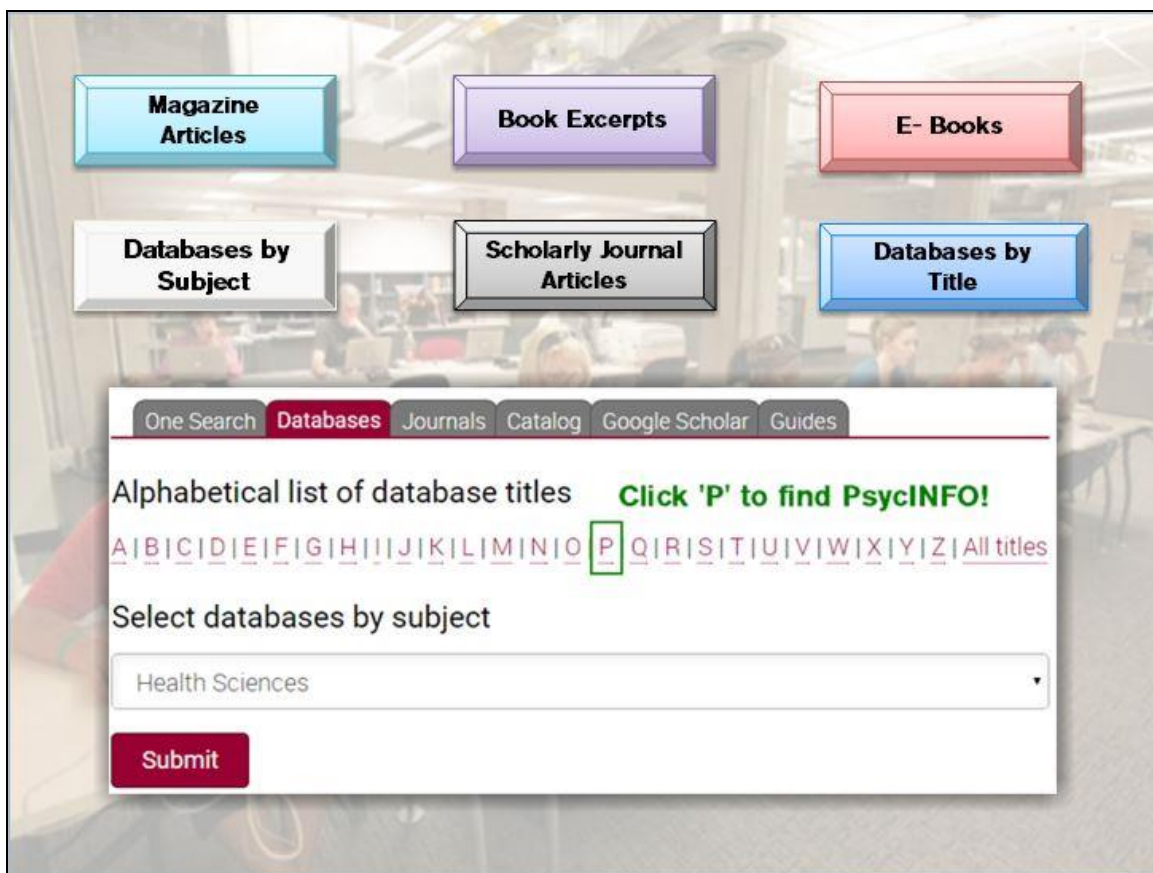 Magazine
Articles
Book Excerpts
E- Books
Databases by
Subject
Scholarly Journal
Articles
Databases by
Title
One Search Databases Journals Catalog Google Scholar Guides
Alphabetical list of database titles
Click 'P' to find PsycINFO!
A | B | C | D | E | F | G | H | I | J | K | L | M | N | O P Q | R | S | T | U | V | W | X | Y | Z | All titles
Select databases by subject
Health Sciences
Submit